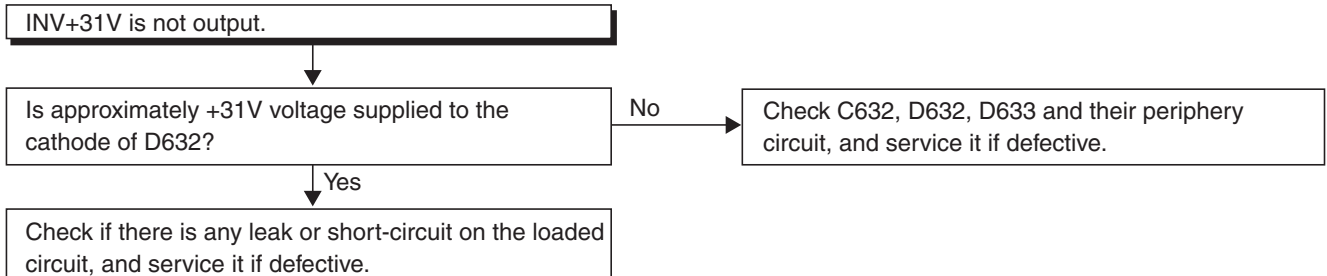 INV+31V is not output.
Is approximately +31V voltage supplied to the
cathode of D632?
No
Check C632, D632, D633 and their periphery
circuit, and service it if defective.
Yes
Check if there is any leak or short-circuit on the loaded
circuit, and service it if defective.